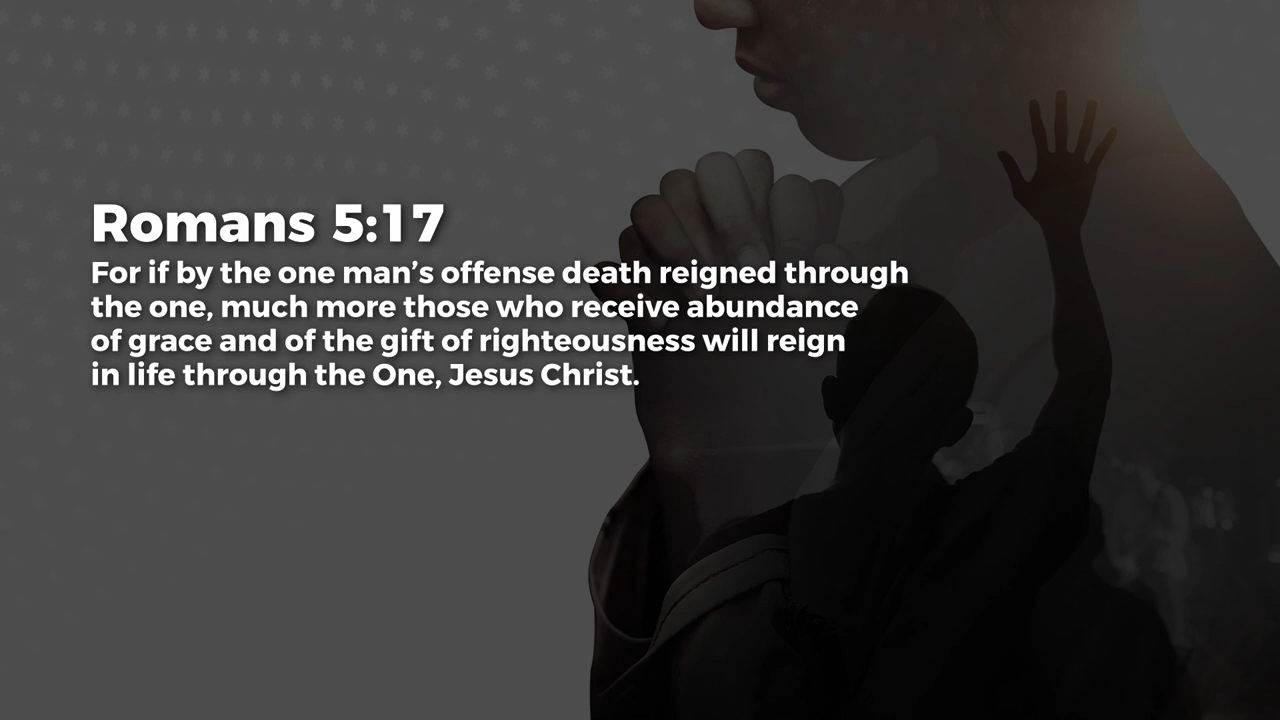 Romans 5:17
For if by the one man’s offense death reigned through
the one, much more those who receive abundance
of grace and of the gift of righteousness will reign
in life through the One, Jesus Christ.